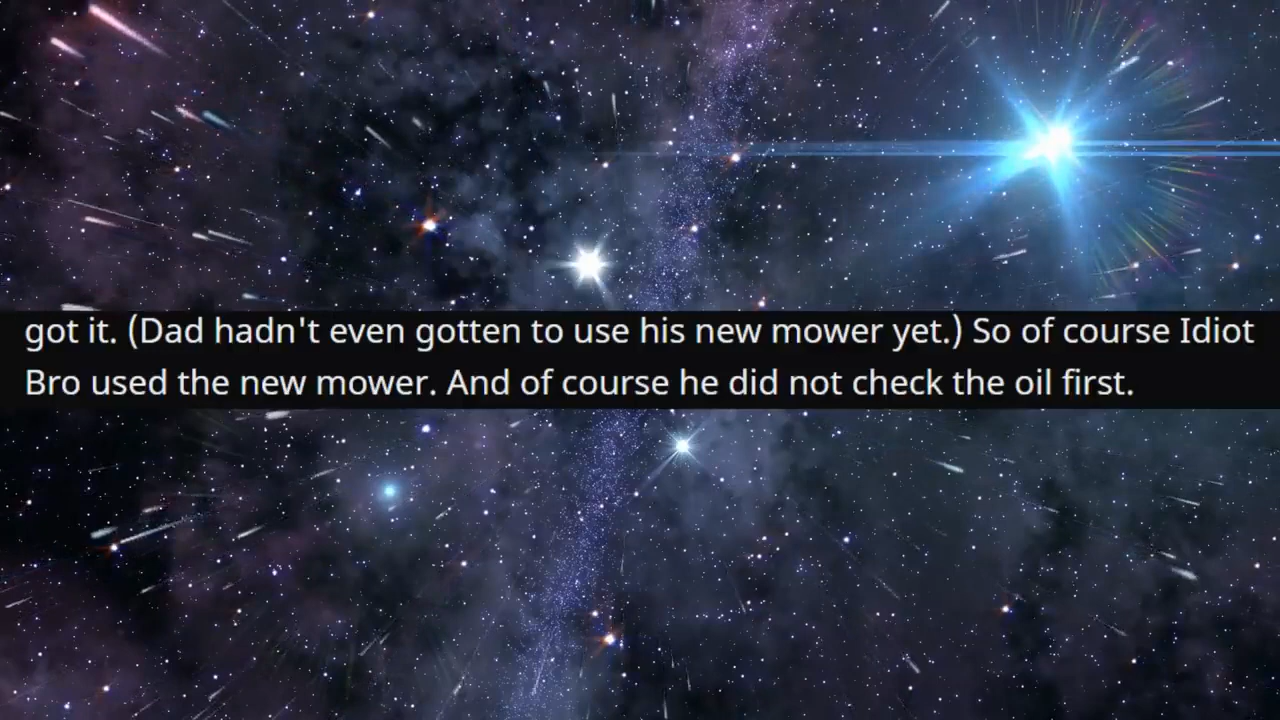 got it. (Dad hadn't even gotten to use his new mower yet.) So of course Idiot
Bro used the new mower. And of course he did not check the oil first.